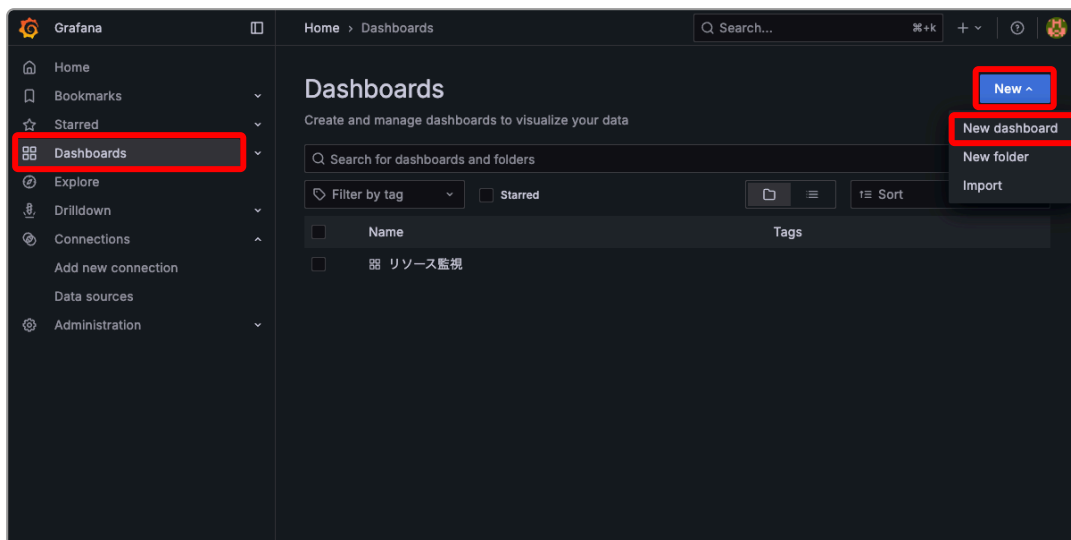 Grafana
Home › Dashboards
Search...
⌘+k
Home
Bookmarks
Starred
Dashboards
Explore
Drilldown
Connections
Add new connection
Data sources
Administration
Dashboards
Create and manage dashboards to visualize your data
New
New dashboard
New folder
Import
Search for dashboards and folders
Filter by tag
Starred
Sort
Name
Tags
リソース監視